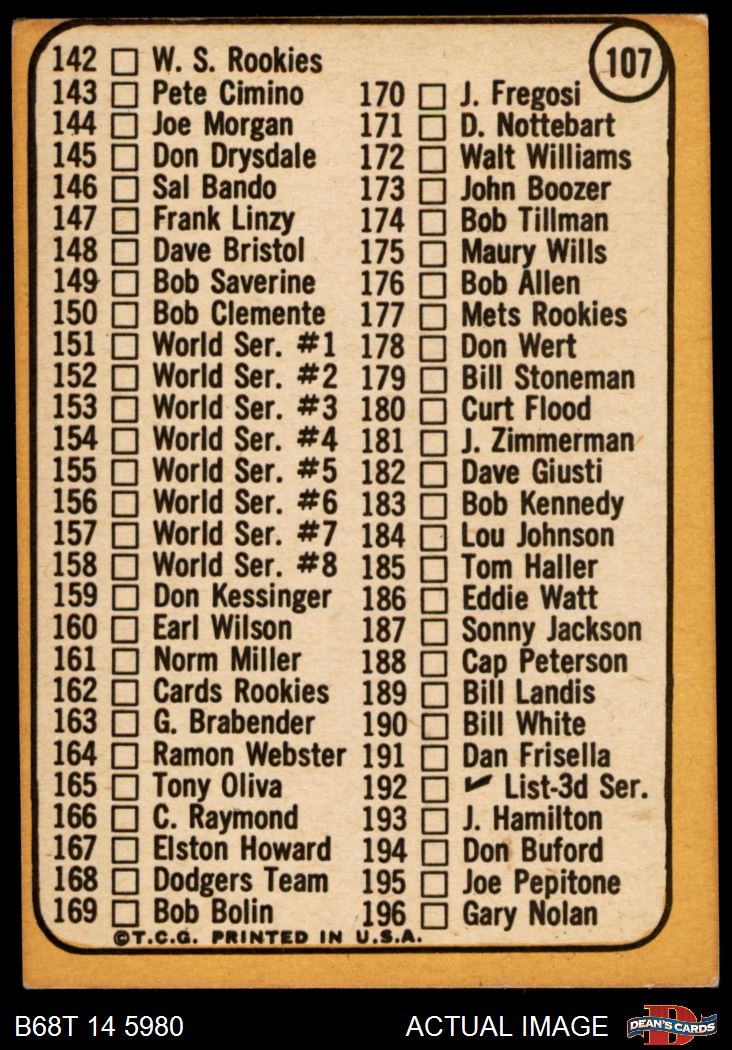 107
142 W. S. Rookies
143 Pete Cimino
144 Joe Morgan
145 Don Drysdale
146 Sal Bando
147 Frank Linzy
148 Dave Bristol
149 Bob Saverine
150 Bob Clemente
151 World Ser. #1
152 World Ser. #2
153 World Ser. #3
154 World Ser. #4
155 World Ser. #5
156 World Ser. #6
157 World Ser. #7
158 World Ser. #8
159 Don Kessinger
160 Earl Wilson
161 Norm Miller
162 Cards Rookies
163 G. Brabender
164 Ramon Webster
165 Tony Oliva
166 C. Raymond
167 Elston Howard
168 Dodgers Team
169 Bob Bolin
170 J. Fregosi
171 D. Nottebart
172 Walt Williams
173 John Boozer
174 Bob Tillman
175 Maury Wills
176 Bob Allen
177 Mets Rookies
178 Don Wert
179 Bill Stoneman
180 Curt Flood
181 J. Zimmerman
182 Dave Giusti
183 Bob Kennedy
184 Lou Johnson
185 Tom Haller
186 Eddie Watt
187 Sonny Jackson
188 Cap Peterson
189 Bill Landis
190 Bill White
191 Dan Frisella
192 ✓ List-3d Ser.
193 J. Hamilton
194 Don Buford
195 Joe Pepitone
196 Gary Nolan
©T.C.G. PRINTED IN U.S.A.
B68T 14 5980
ACTUAL IMAGE
D
DEAN'S CARDS